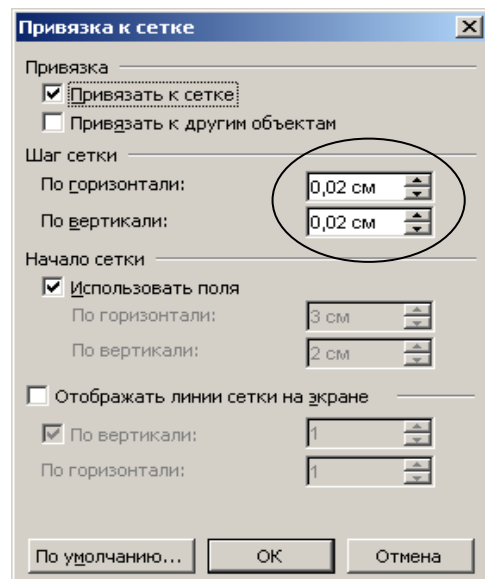 Привязка к сетке
Привязка
Привязать к сетке
Привязать к другим объектам
Шаг сетки
По горизонтали: 0,02 см
По вертикали: 0,02 см
Начало сетки
Использовать поля
По горизонтали: 3 см
По вертикали: 2 см
Отображать линии сетки на экране
По вертикали: 1
По горизонтали: 1
По умолчанию... ОК Отмена